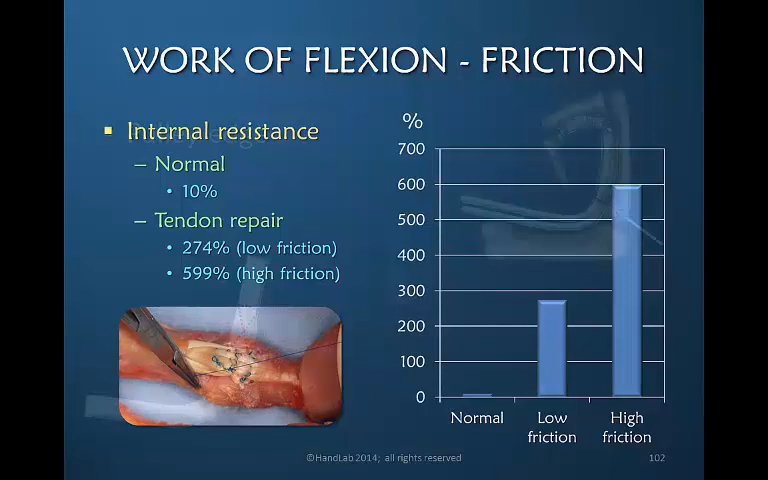 WORK OF FLEXION - FRICTION
▪ Internal resistance
– Normal
• 10%
– Tendon repair
• 274% (low friction)
• 599% (high friction)
%
700
600
500
400
300
200
100
0
Normal
Low
friction
High
friction
©HandLab 2014; all rights reserved
102